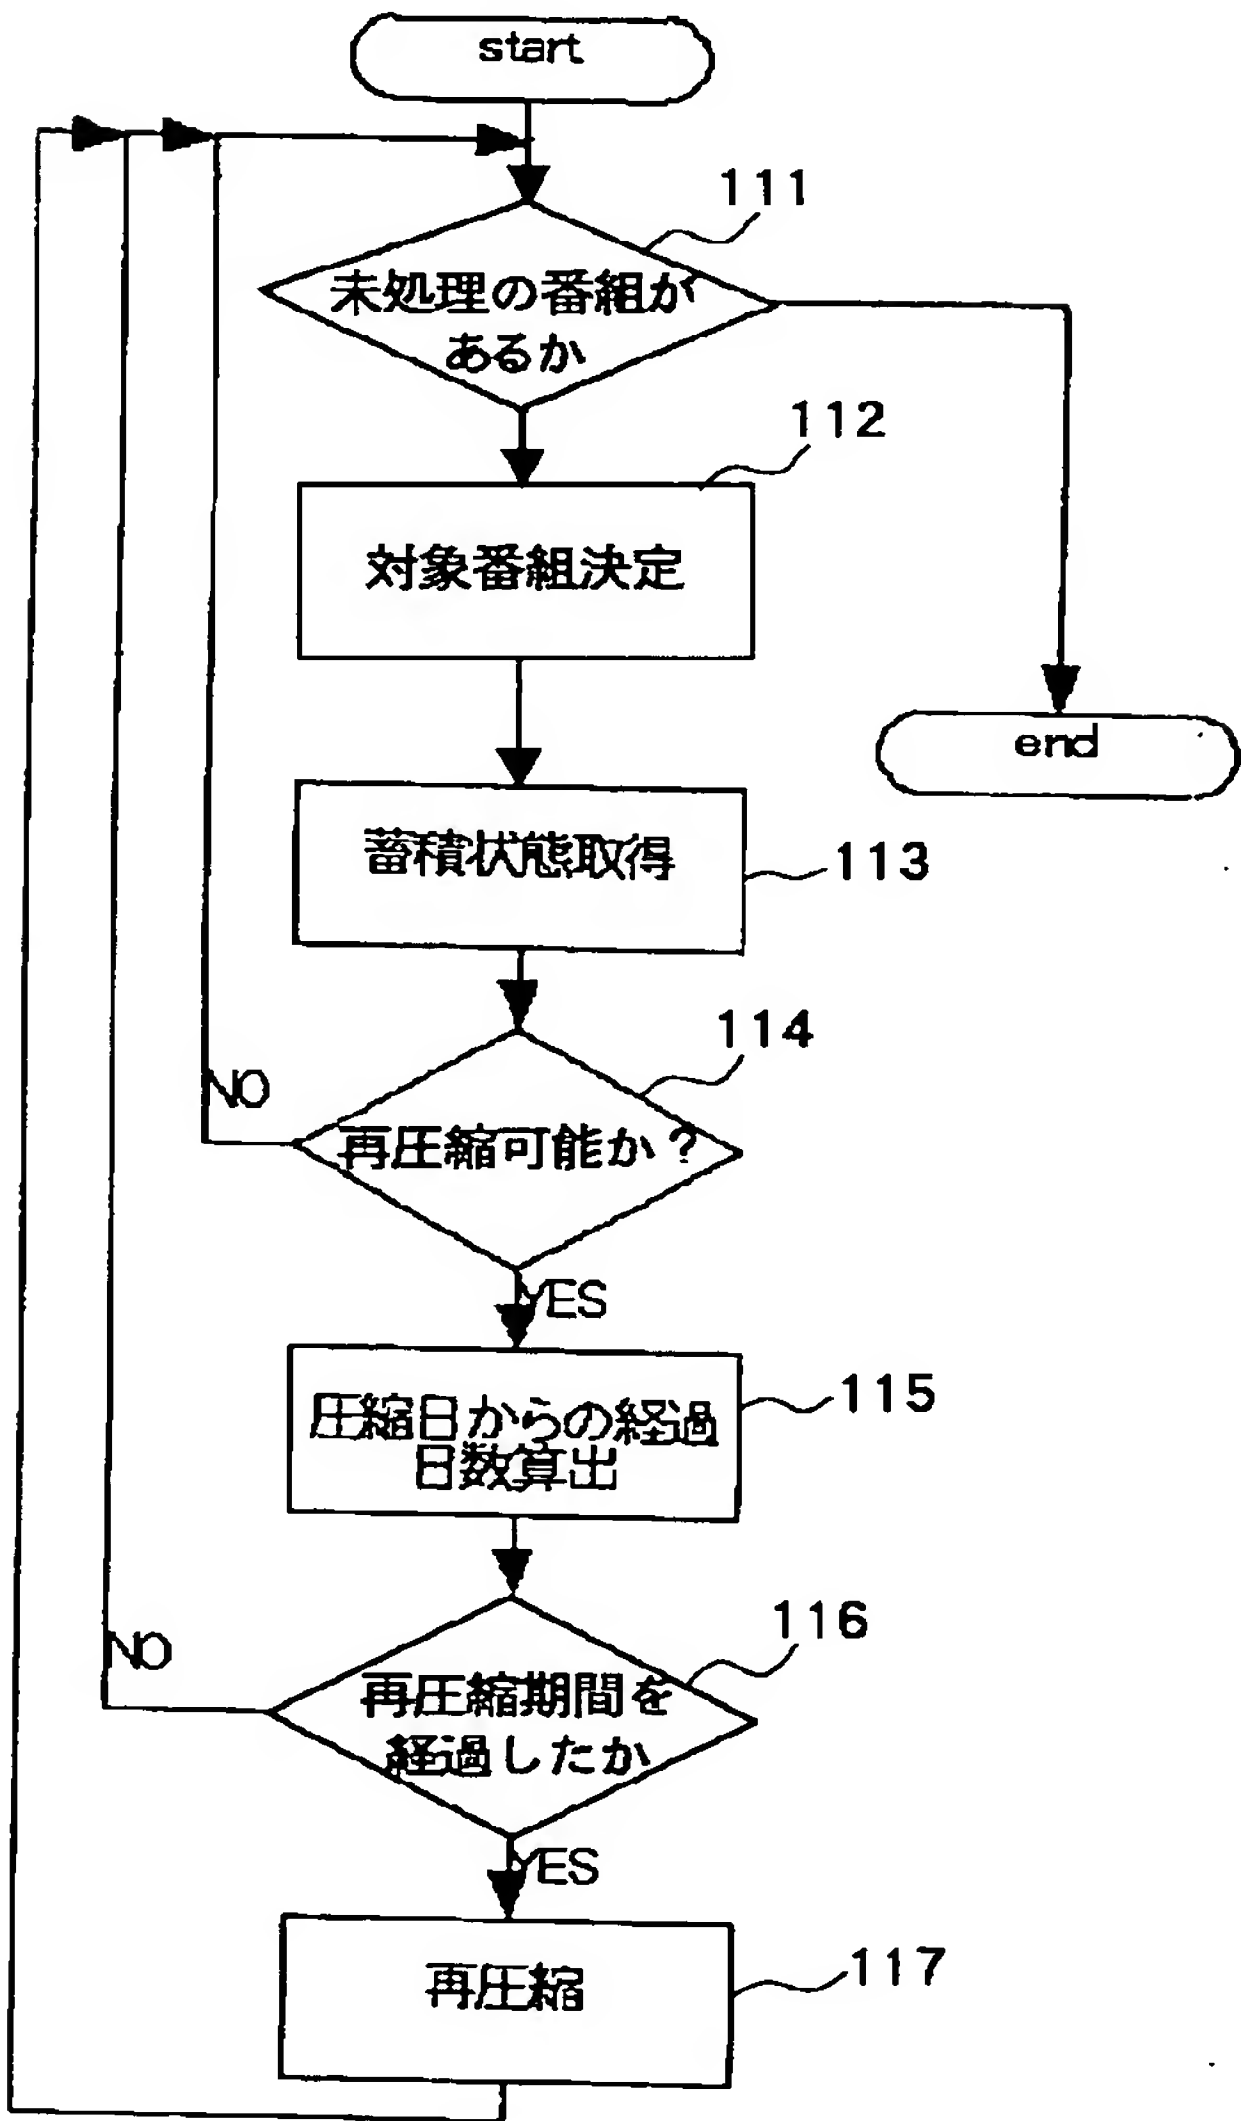 start
111
未処理の番組が
あるか
112
対象番組決定
end
蓄積状態取得
113
114
NO
再圧縮可能か？
YES
圧縮日からの経過
日数算出
115
116
NO
再圧縮期間を
経過したか
YES
再圧縮
117